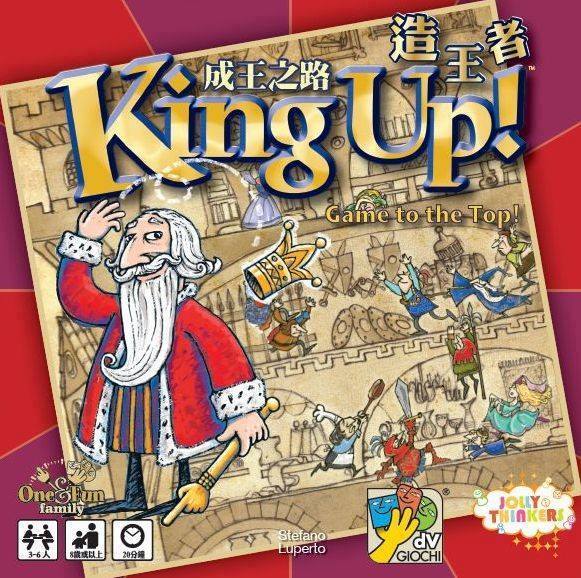 造王者
成王之路
King Up!™
Game to the Top!
One & Fun
family
3-6 人
8歲或以上
20分鐘
Stefano
Luperto
dV
GIOCHI
®
JOLLY
THINKERS